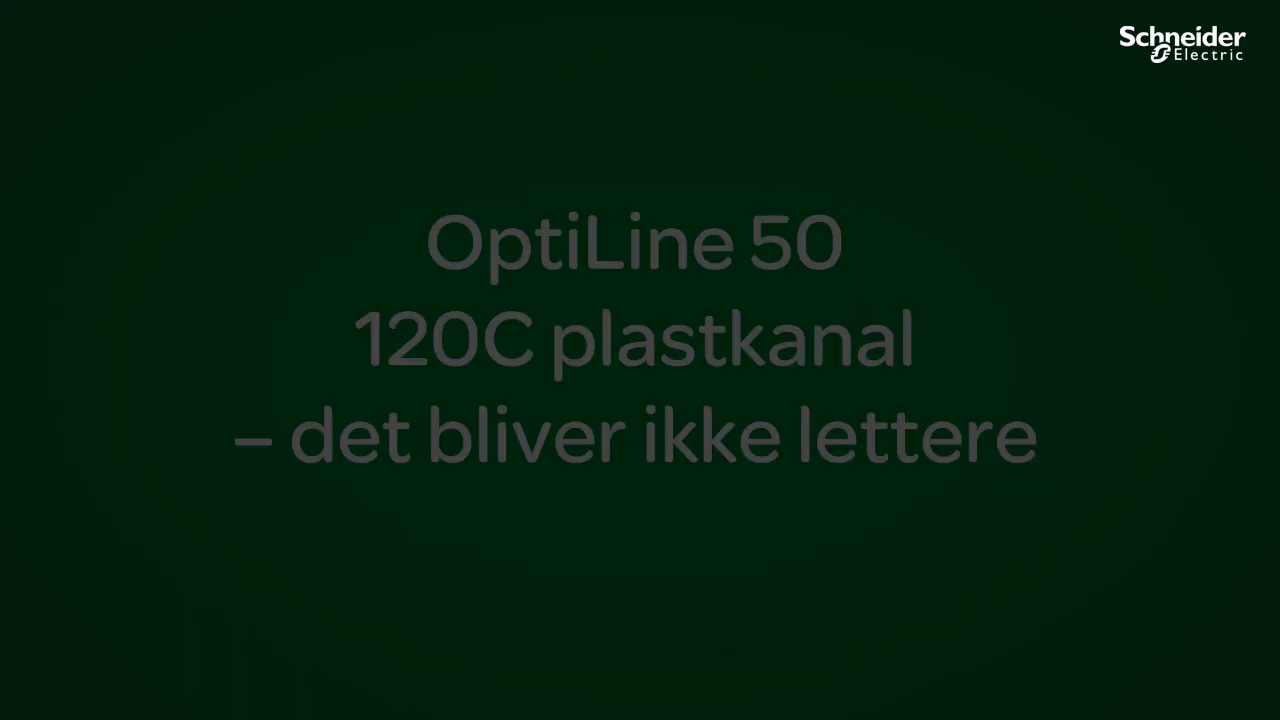 Schneider
Electric
OptiLine 50
120C plastkanal
– det bliver ikke lettere